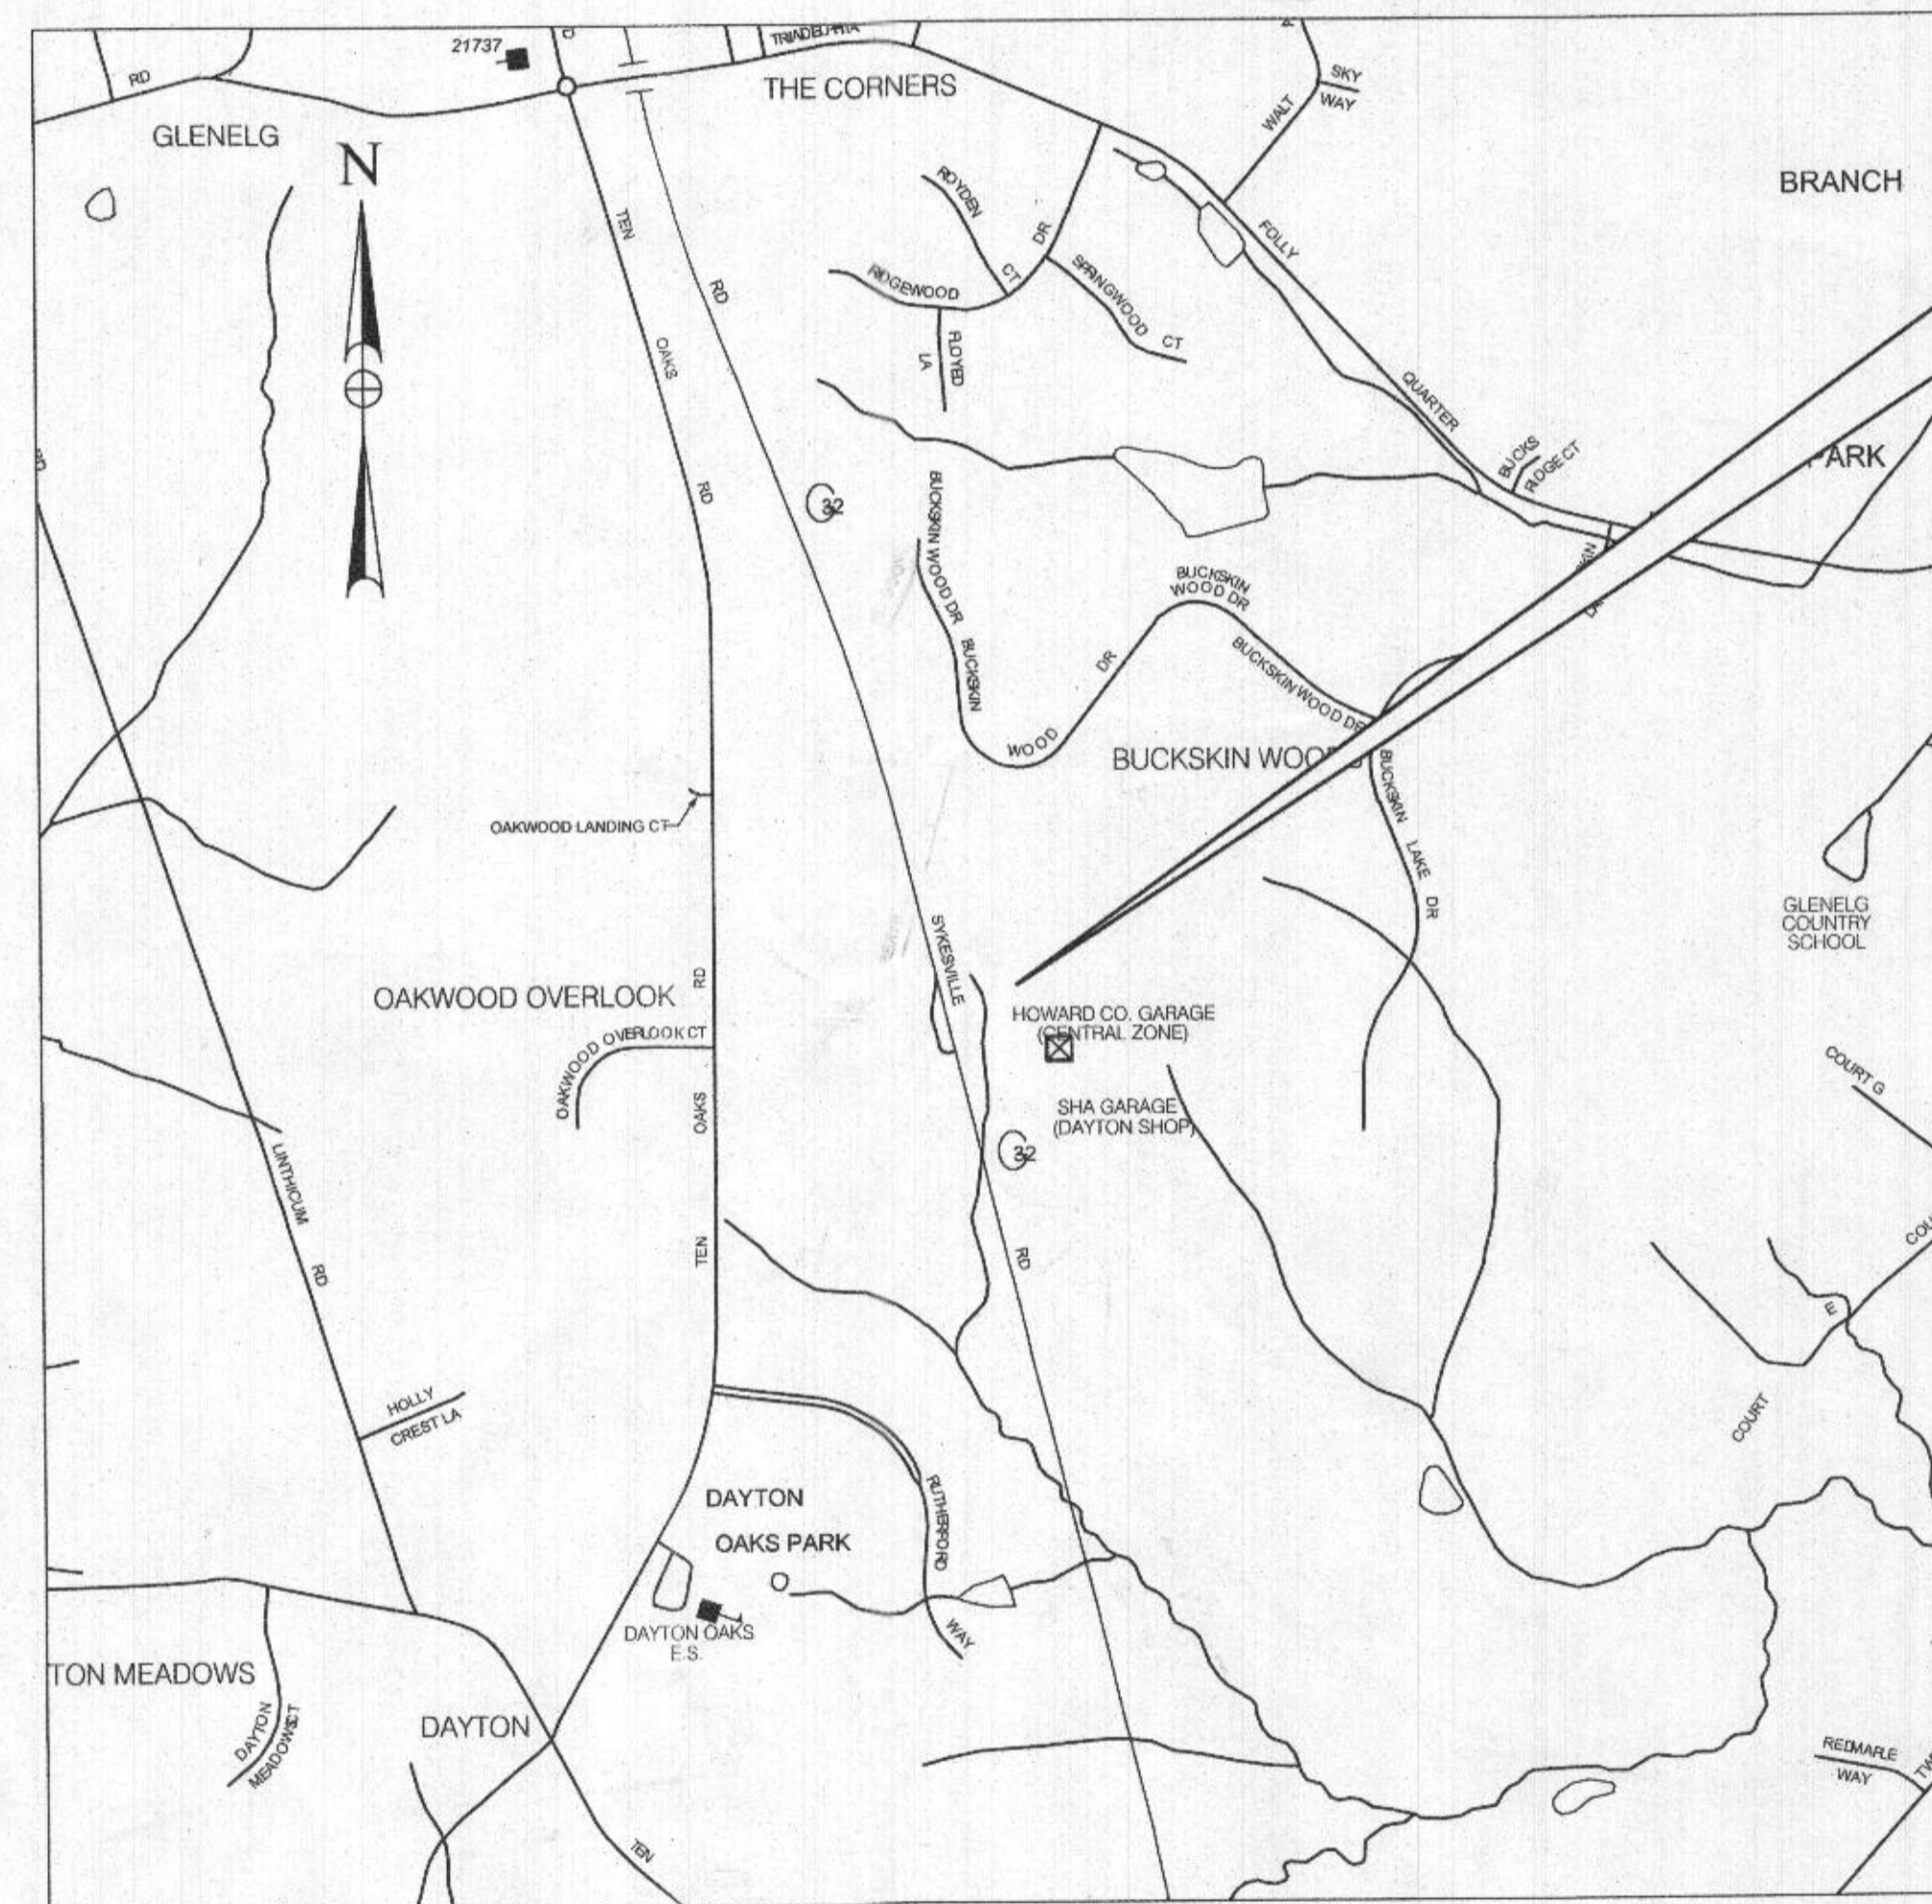 21737
TRIADELPHIA
RD
THE CORNERS
SKY
WAY
WALT
GLENELG
N
BRANCH
ROYDEN
CT
DR
TEN
FOLLY
RIDGEWOOD
SPRINGWOOD
CT
RD
FLOYED
LA
OAKS
QUARTER
BUCKS
RIDGE CT
PARK
RD
32
BUCKSKIN WOOD DR
BUCKSKIN
WOOD DR
BUCKSKIN
WOOD
DR
BUCKSKIN WOOD DR
BUCKSKIN
LAKE
DR
OAKWOOD LANDING CT
GLENELG
COUNTRY
SCHOOL
SYKESVILLE
OAKWOOD OVERLOOK
RD
OAKWOOD OVERLOOK CT
HOWARD CO. GARAGE
(CENTRAL ZONE)
COURT G
OAKS
SHA GARAGE
(DAYTON SHOP)
32
LINTHICUM
RD
TEN
RD
E
COURT
HOLLY
CREST LA
DAYTON
OAKS PARK
RUTHERFORD
WAY
DAYTON OAKS
E.S.
TON MEADOWS
DAYTON
MEADOWS CT
DAYTON
REDMAPLE
WAY
TEN